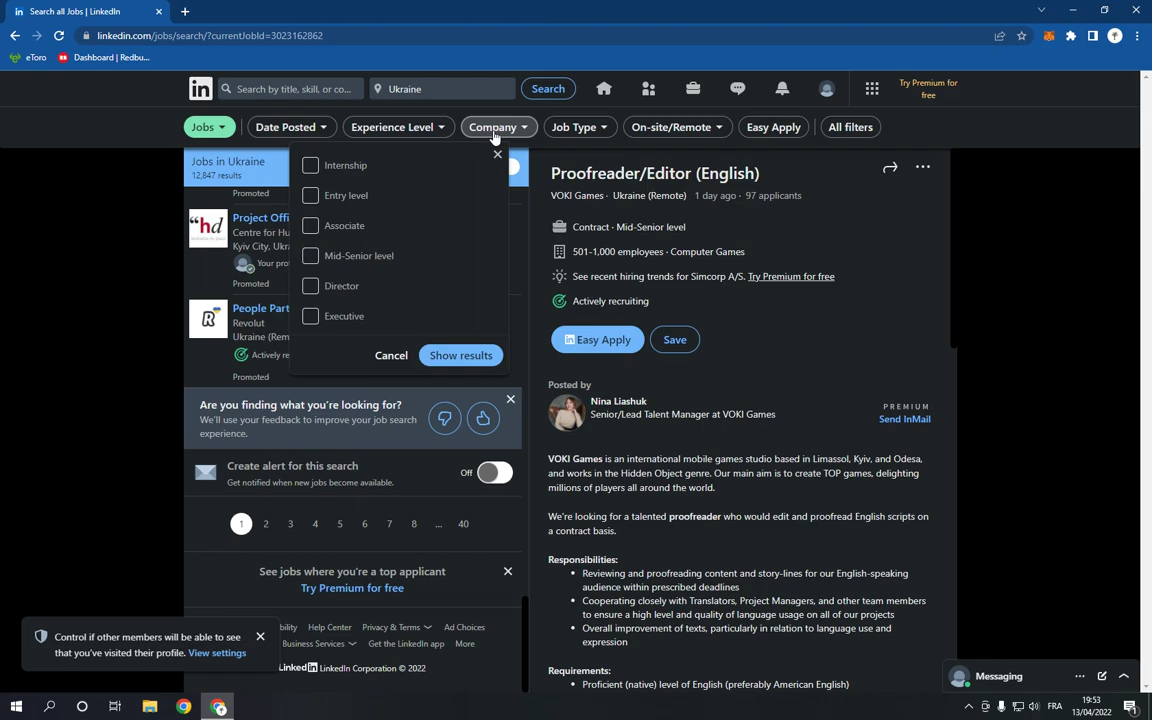 Search all Jobs | LinkedIn
linkedin.com/jobs/search/?currentJobId=3023162862
eToro
Dashboard | Redbu...
in
Search by title, skill, or co...
Ukraine
Search
Try Premium for
free
Jobs
Date Posted
Experience Level
Company
Job Type
On-site/Remote
Easy Apply
All filters
Jobs in Ukraine
12,847 results
Promoted
"hd
Project Offi
Centre for Hu
Kyiv City, Ukr
Your pro
Promoted
R
People Part
Revolut
Ukraine (Rem
Actively re
Promoted
Internship
Entry level
Associate
Mid-Senior level
Director
Executive
Cancel
Show results
Are you finding what you're looking for?
We'll use your feedback to improve your job search
experience.
Create alert for this search
Get notified when new jobs become available.
Off
1 2 3 4 5 6 7 8 ... 40
See jobs where you're a top applicant
Try Premium for free
bility Help Center Privacy & Terms Ad Choices
Business Services Get the LinkedIn app More
Linked in LinkedIn Corporation © 2022
Control if other members will be able to see
that you've visited their profile. View settings
Proofreader/Editor (English)
VOKI Games · Ukraine (Remote) 1 day ago · 97 applicants
Contract · Mid-Senior level
501-1,000 employees · Computer Games
See recent hiring trends for Simcorp A/S. Try Premium for free
Actively recruiting
in Easy Apply
Save
Posted by
Nina Liashuk
Senior/Lead Talent Manager at VOKI Games
PREMIUM
Send InMail
VOKI Games is an international mobile games studio based in Limassol, Kyiv, and Odesa,
and works in the Hidden Object genre. Our main aim is to create TOP games, delighting
millions of players all around the world.
We're looking for a talented proofreader who would edit and proofread English scripts on
a contract basis.
Responsibilities:
• Reviewing and proofreading content and story-lines for our English-speaking
audience within prescribed deadlines
• Cooperating closely with Translators, Project Managers, and other team members
to ensure a high level and quality of language usage on all of our projects
• Overall improvement of texts, particularly in relation to language use and
expression
Requirements:
• Proficient (native) level of English (preferably American English)
Messaging
FRA
19:53
13/04/2022